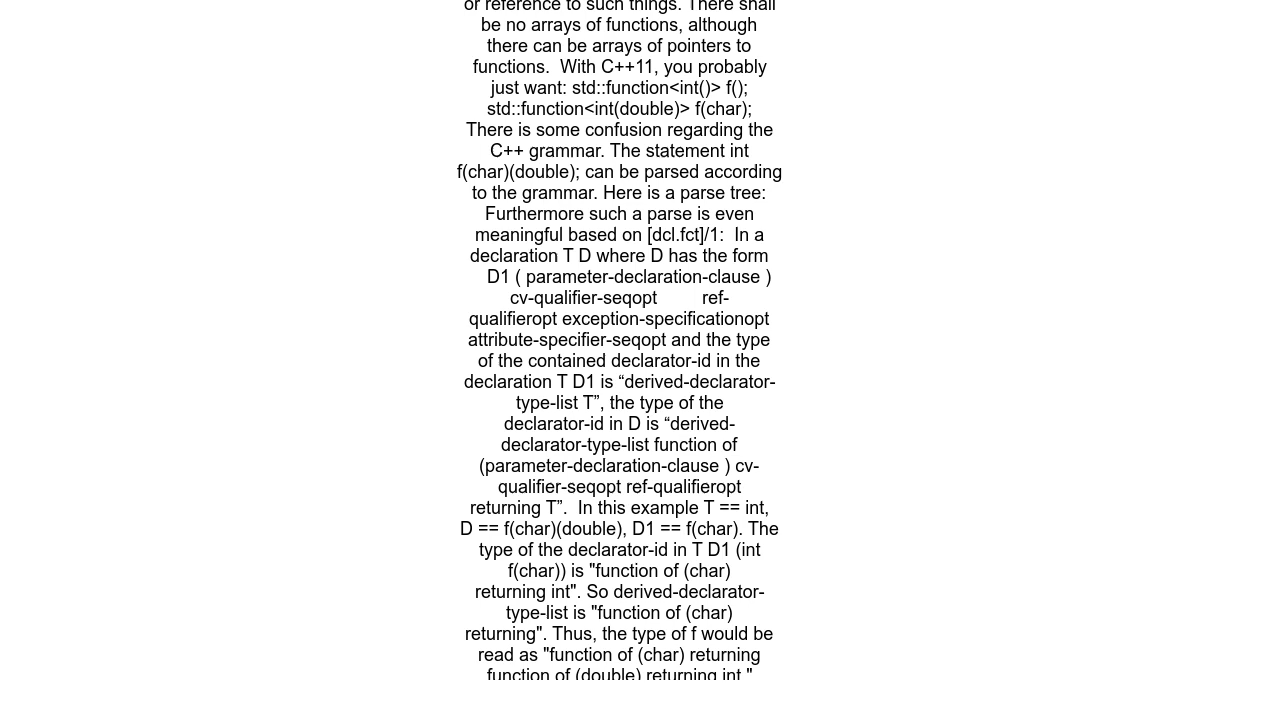 or reference to such things. There shall
be no arrays of functions, although
there can be arrays of pointers to
functions.  With C++11, you probably
just want: std::function<int()> f();
std::function<int(double)> f(char);
There is some confusion regarding the
C++ grammar. The statement int
f(char)(double); can be parsed according
to the grammar. Here is a parse tree:
Furthermore such a parse is even
meaningful based on [dcl.fct]/1:  In a
declaration T D where D has the form
D1 ( parameter-declaration-clause )
cv-qualifier-seqopt         ref-
qualifieropt exception-specificationopt
attribute-specifier-seqopt and the type
of the contained declarator-id in the
declaration T D1 is “derived-declarator-
type-list T”, the type of the
declarator-id in D is “derived-
declarator-type-list function of
(parameter-declaration-clause ) cv-
qualifier-seqopt ref-qualifieropt
returning T”.  In this example T == int,
D == f(char)(double), D1 == f(char). The
type of the declarator-id in T D1 (int
f(char)) is "function of (char)
returning int". So derived-declarator-
type-list is "function of (char)
returning". Thus, the type of f would be
read as "function of (char) returning
function of (double) returning int."